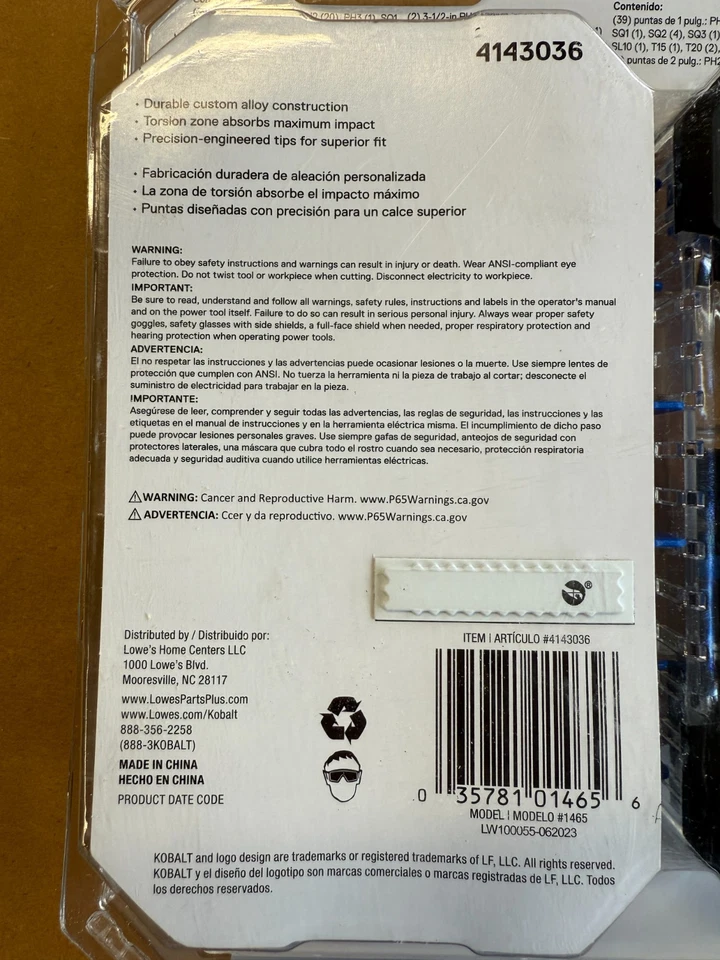 (20), PH3 (1), SQ1 (2) 3-1/2-in
Contenido:
(39) puntas de 1 pulg.: PH
SQ1 (1), SQ2 (4), SQ3 (1)
SL10 (1), T15 (1), T20 (2),
puntas de 2 pulg.: PH2
4143036
• Durable custom alloy construction
• Torsion zone absorbs maximum impact
• Precision-engineered tips for superior fit
• Fabricación duradera de aleación personalizada
• La zona de torsión absorbe el impacto máximo
• Puntas diseñadas con precisión para un calce superior
WARNING:
Failure to obey safety instructions and warnings can result in injury or death. Wear ANSI-compliant eye
protection. Do not twist tool or workpiece when cutting. Disconnect electricity to workpiece.
IMPORTANT:
Be sure to read, understand and follow all warnings, safety rules, instructions and labels in the operator's manual
and on the power tool itself. Failure to do so can result in serious personal injury. Always wear proper safety
goggles, safety glasses with side shields, a full-face shield when needed, proper respiratory protection and
hearing protection when operating power tools.
ADVERTENCIA:
El no respetar las instrucciones y las advertencias puede ocasionar lesiones o la muerte. Use siempre lentes de
protección que cumplen con ANSI. No tuerza la herramienta ni la pieza de trabajo al cortar; desconecte el
suministro de electricidad para trabajar en la pieza.
IMPORTANTE:
Asegúrese de leer, comprender y seguir todas las advertencias, las reglas de seguridad, las instrucciones y las
etiquetas en el manual de instrucciones y en la herramienta eléctrica misma. El incumplimiento de dicho paso
puede provocar lesiones personales graves. Use siempre gafas de seguridad, anteojos de seguridad con
protectores laterales, una máscara que cubra todo el rostro cuando sea necesario, protección respiratoria
adecuada y seguridad auditiva cuando utilice herramientas eléctricas.
⚠WARNING: Cancer and Reproductive Harm. www.P65Warnings.ca.gov
⚠ADVERTENCIA: Ccer y da reproductivo. www.P65Warnings.ca.gov
®
Distributed by / Distribuido por:
Lowe's Home Centers LLC
1000 Lowe's Blvd.
Mooresville, NC 28117
www.LowesPartsPlus.com
www.Lowes.com/Kobalt
888-356-2258
(888-3KOBALT)
MADE IN CHINA
HECHO EN CHINA
PRODUCT DATE CODE
ITEM | ARTÍCULO #4143036
0 35781 01465 6
MODEL | MODELO #1465
LW100055-062023
KOBALT and logo design are trademarks or registered trademarks of LF, LLC. All rights reserved.
KOBALT y el diseño del logotipo son marcas comerciales o marcas registradas de LF, LLC. Todos
los derechos reservados.